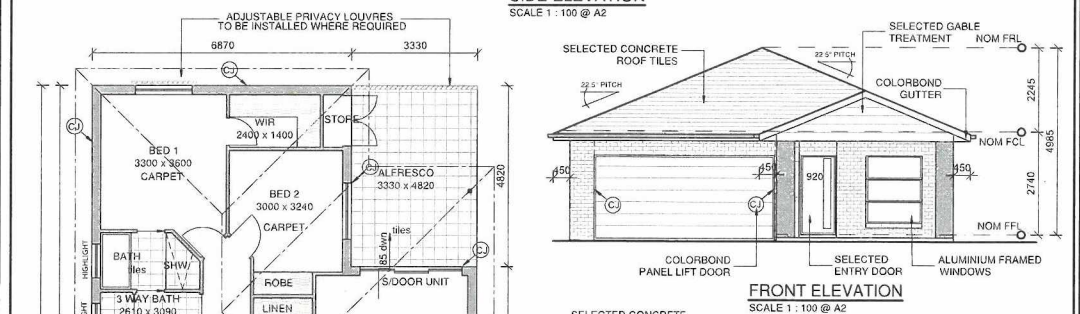 SIDE ELEVATION
SCALE 1 : 100 @ A2
ADJUSTABLE PRIVACY LOUVRES
TO BE INSTALLED WHERE REQUIRED
6870
3330
CJ
CJ
WIR
2400 x 1400
STORE
BED 1
3300 x 3600
CARPET
CJ
ALFRESCO
3330 x 4820
4820
BED 2
3000 x 3240
CARPET
tiles
85 dwn
CJ
HIGHLIGHT
BATH
tiles
SHW
ROBE
S/DOOR UNIT
3 WAY BATH
2610 x 3090
LINEN
SELECTED GABLE
TREATMENT
NOM FRL
SELECTED CONCRETE
ROOF TILES
22.5° PITCH
22.5° PITCH
COLORBOND
GUTTER
2245
NOM FCL
4985
450
450
450
920
2740
CJ
CJ
NOM FFL
COLORBOND
PANEL LIFT DOOR
SELECTED
ENTRY DOOR
ALUMINIUM FRAMED
WINDOWS
FRONT ELEVATION
SCALE 1 : 100 @ A2
SELECTED CONCRETE